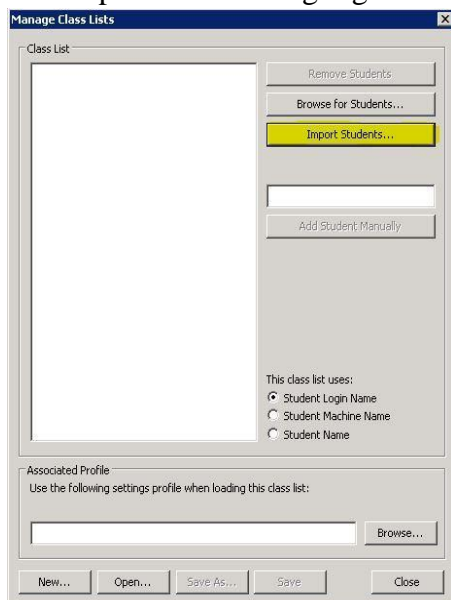 Manage Class Lists
Class List
Remove Students
Browse for Students...
Import Students...
Add Student Manually
This class list uses:
Student Login Name
Student Machine Name
Student Name
Associated Profile
Use the following settings profile when loading this class list:
Browse...
New... Open... Save As... Save Close